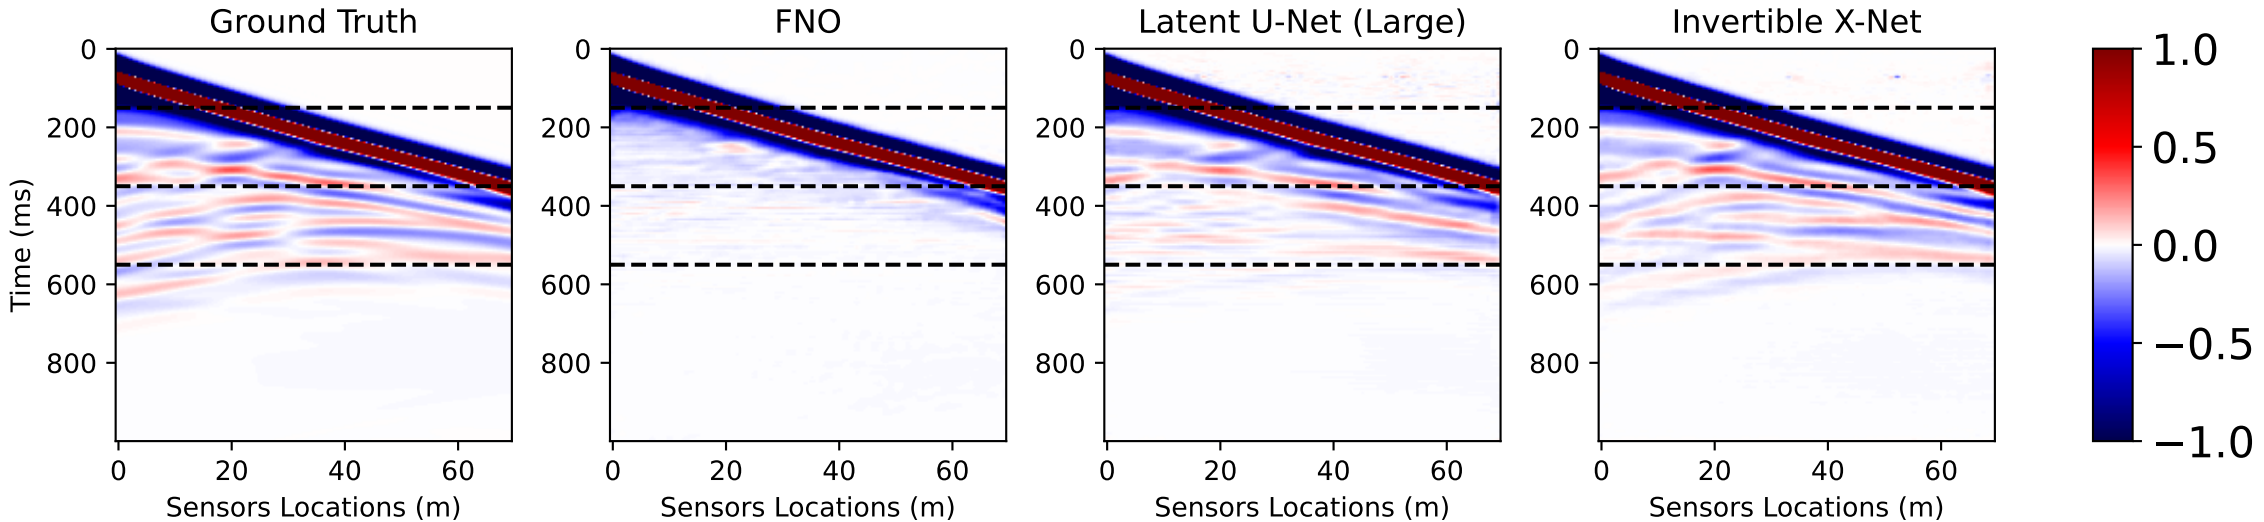 Ground Truth
FNO
Latent U-Net (Large)
Invertible X-Net
0
200
400
600
800
Time (ms)
0 20 40 60
Sensors Locations (m)
0
200
400
600
800
0 20 40 60
Sensors Locations (m)
0
200
400
600
800
0 20 40 60
Sensors Locations (m)
0
200
400
600
800
0 20 40 60
Sensors Locations (m)
1.0
0.5
0.0
−0.5
−1.0